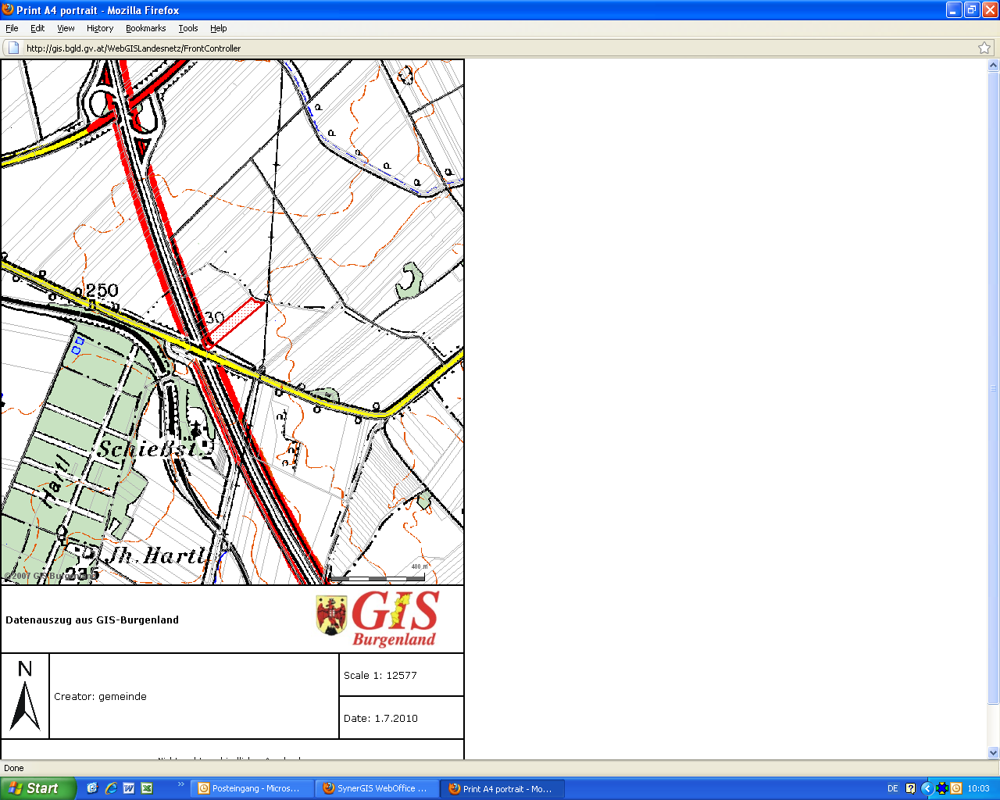 Print A4 portrait - Mozilla Firefox
File Edit View History Bookmarks Tools Help
http://gis.bgld.gv.at/WebGISLandesnetz/FrontController
250
30
Schießst.
Hartl
Jh. Hartl
235
©2007 GIS Burgenland
400 m
Datenauszug aus GIS-Burgenland
GIS
Burgenland
N
Creator: gemeinde
Scale 1: 12577
Date: 1.7.2010
Done
Start
Posteingang - Micros...
SynerGIS WebOffice ...
Print A4 portrait - Mo...
DE
10:03